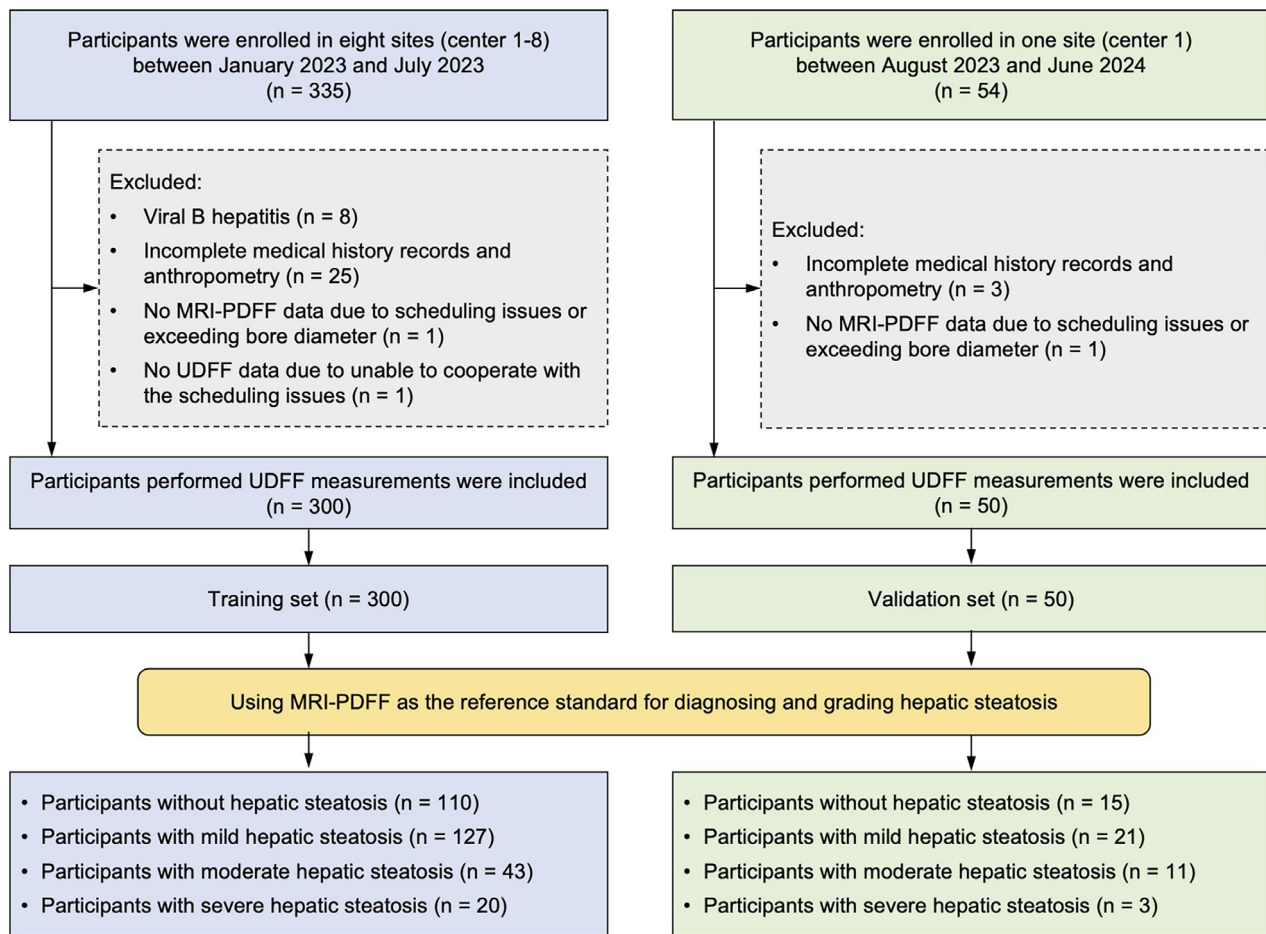 Participants were enrolled in eight sites (center 1-8)
between January 2023 and July 2023
(n = 335)
Excluded:
• Viral B hepatitis (n = 8)
• Incomplete medical history records and
anthropometry (n = 25)
• No MRI-PDFF data due to scheduling issues or
exceeding bore diameter (n = 1)
• No UDFF data due to unable to cooperate with
the scheduling issues (n = 1)
Participants performed UDFF measurements were included
(n = 300)
Training set (n = 300)
Participants were enrolled in one site (center 1)
between August 2023 and June 2024
(n = 54)
Excluded:
• Incomplete medical history records and
anthropometry (n = 3)
• No MRI-PDFF data due to scheduling issues or
exceeding bore diameter (n = 1)
Participants performed UDFF measurements were included
(n = 50)
Validation set (n = 50)
Using MRI-PDFF as the reference standard for diagnosing and grading hepatic steatosis
• Participants without hepatic steatosis (n = 110)
• Participants with mild hepatic steatosis (n = 127)
• Participants with moderate hepatic steatosis (n = 43)
• Participants with severe hepatic steatosis (n = 20)
• Participants without hepatic steatosis (n = 15)
• Participants with mild hepatic steatosis (n = 21)
• Participants with moderate hepatic steatosis (n = 11)
• Participants with severe hepatic steatosis (n = 3)